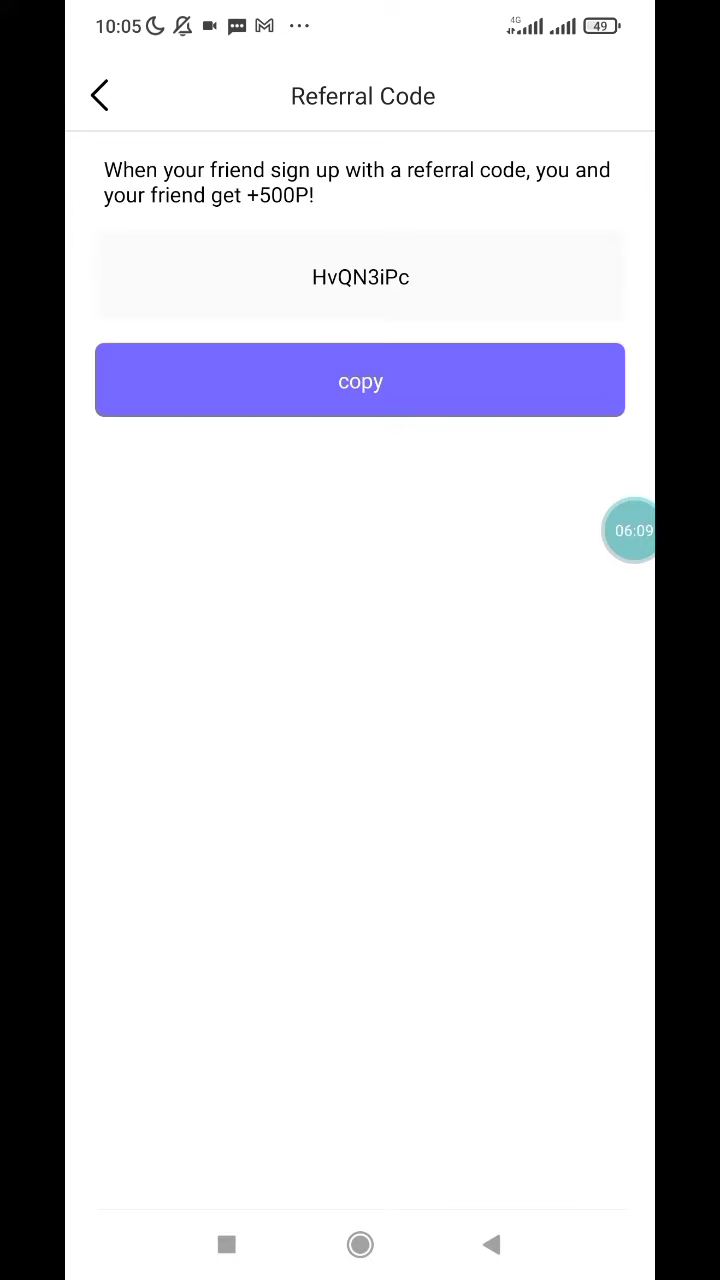 10:05 4G 49
Referral Code
When your friend sign up with a referral code, you and
your friend get +500P!
HvQN3iPc
copy
06:09